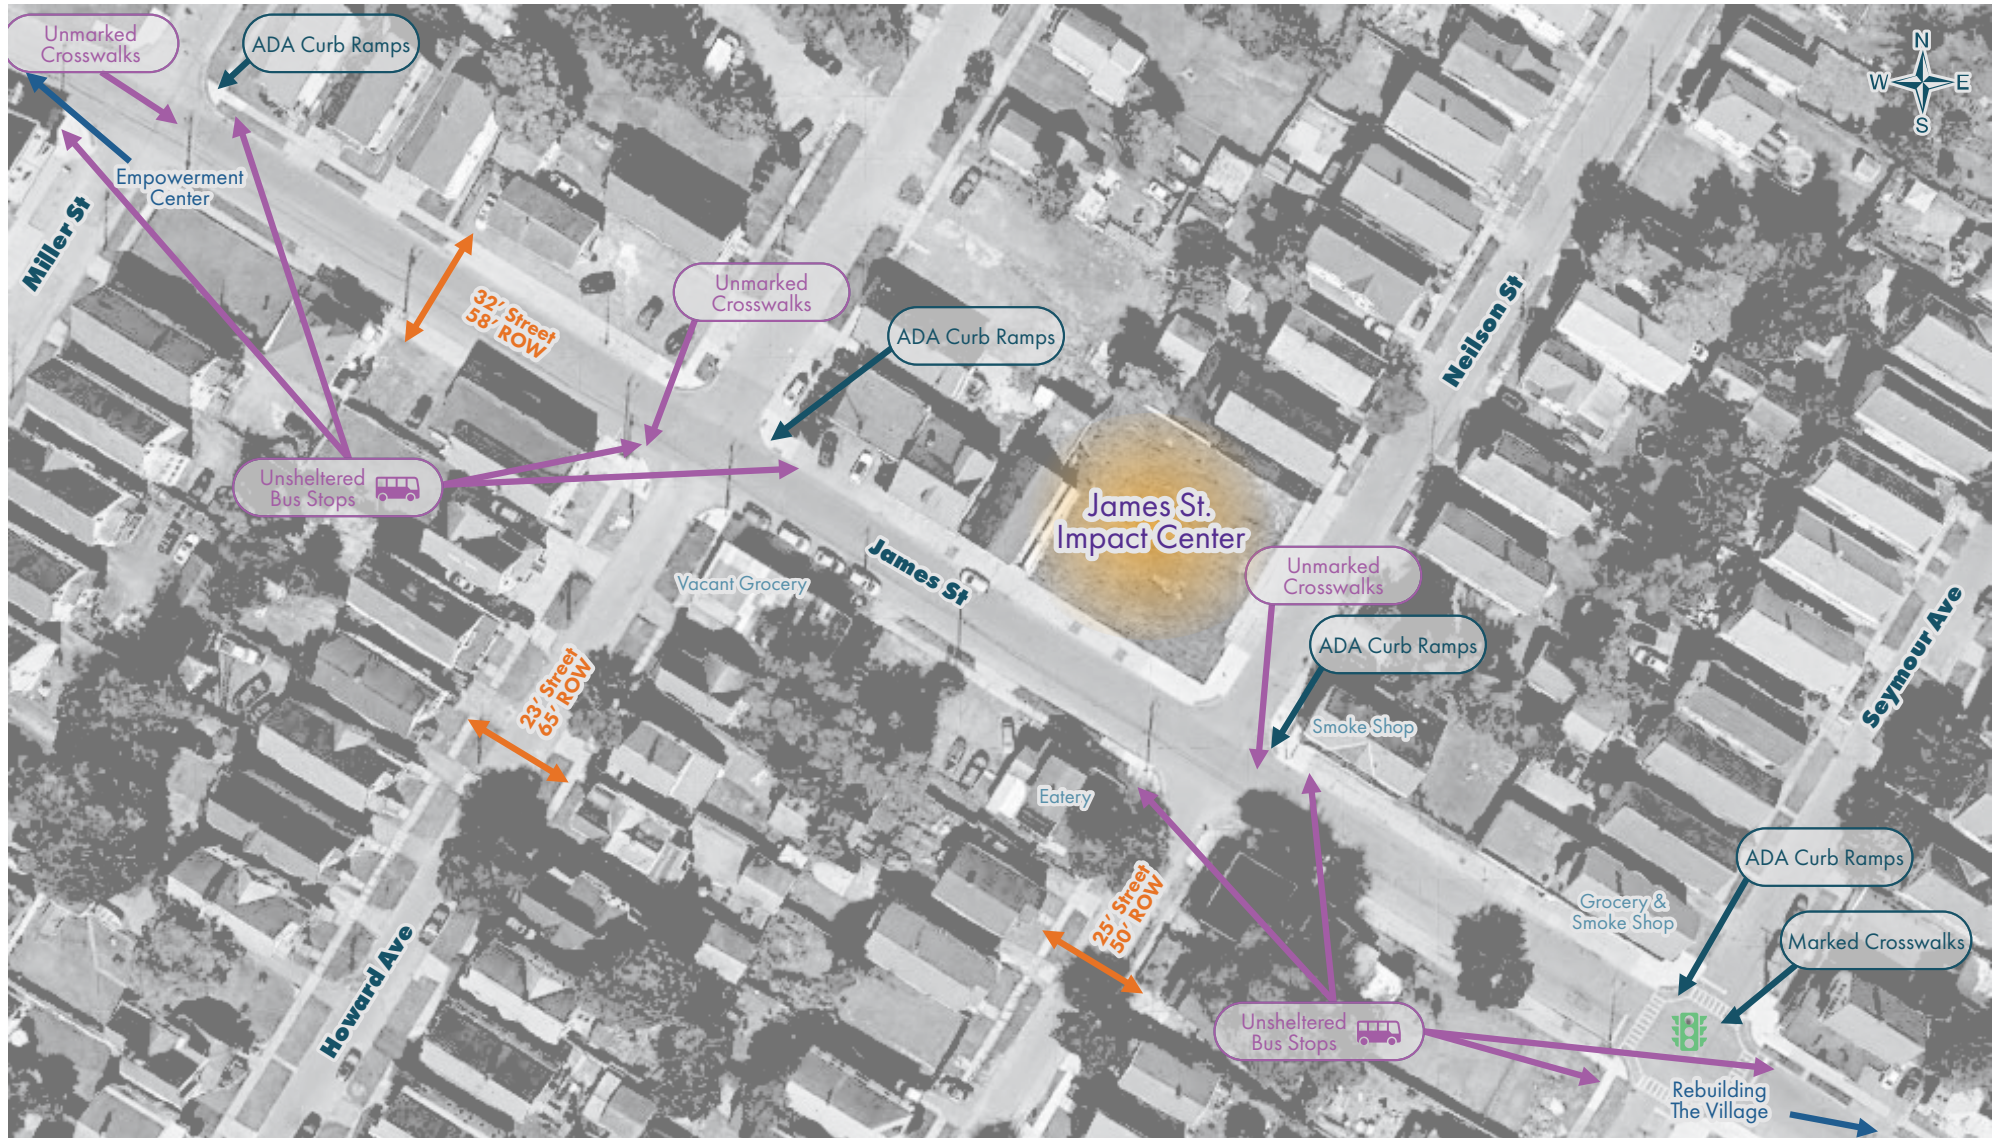 Unmarked
Crosswalks
ADA Curb Ramps
N
W
E
S
Empowerment
Center
Miller St
32' Street
58' ROW
Unmarked
Crosswalks
ADA Curb Ramps
Neilson St
Unsheltered
Bus Stops
James St.
Impact Center
James St
Vacant Grocery
Unmarked
Crosswalks
ADA Curb Ramps
Seymour Ave
23' Street
65' ROW
Smoke Shop
Eatery
25' Street
50' ROW
ADA Curb Ramps
Grocery &
Smoke Shop
Marked Crosswalks
Howard Ave
Unsheltered
Bus Stops
Rebuilding
The Village